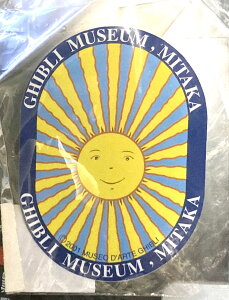 GHIBLI MUSEUM, MITAKA
© 2001 MUSEO D'ARTE GHIBLI
GHIBLI MUSEUM, MITAKA